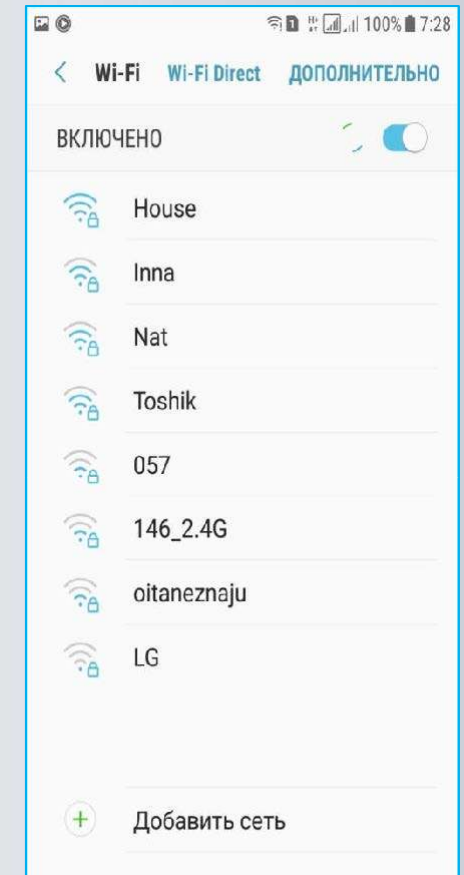 1 H+ 100% 7:28
Wi-Fi Wi-Fi Direct ДОПОЛНИТЕЛЬНО
ВКЛЮЧЕНО
House
Inna
Nat
Toshik
057
146_2.4G
oitaneznaju
LG
Добавить сеть